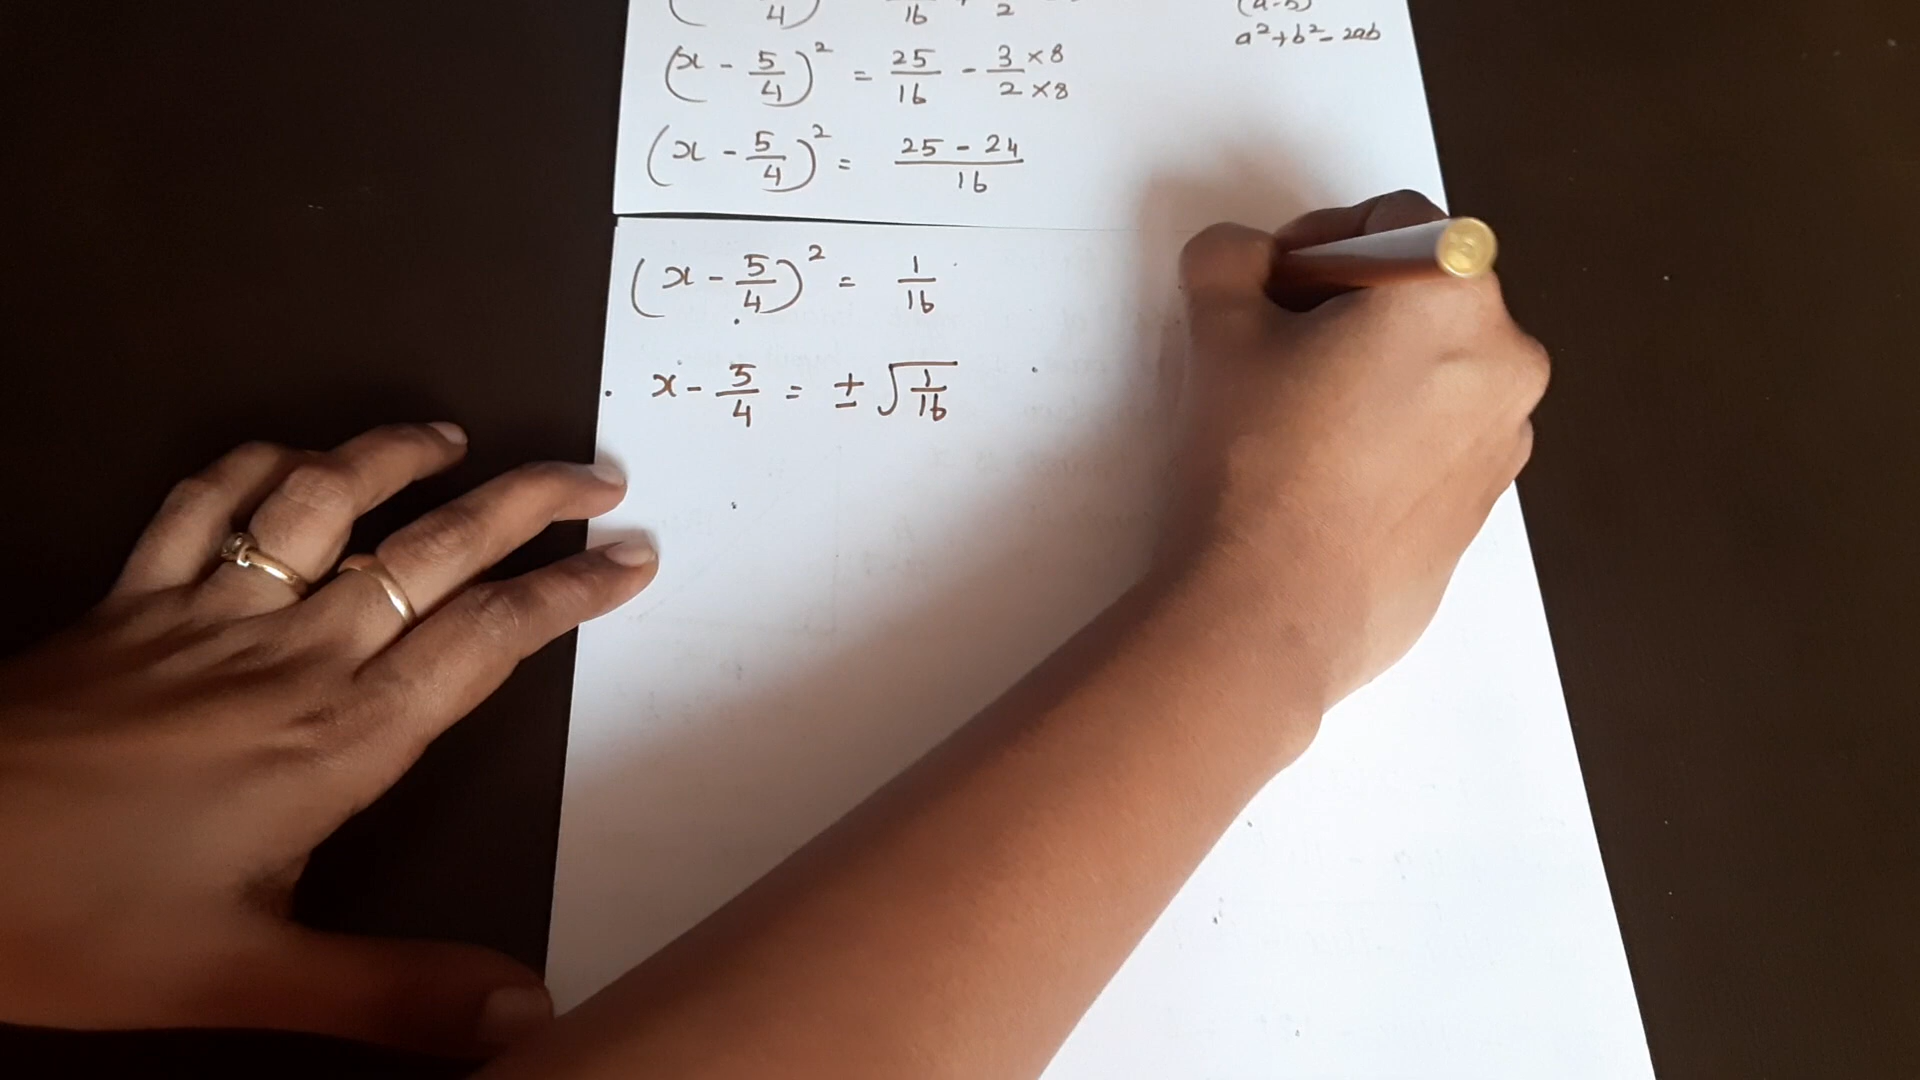 a²+b²-2ab
(x - 5/4)² = 25/16 - 3×8/2×8
(x - 5/4)² = 25 - 24/16
(x - 5/4)² = 1/16
x - 5/4 = ± √1/16